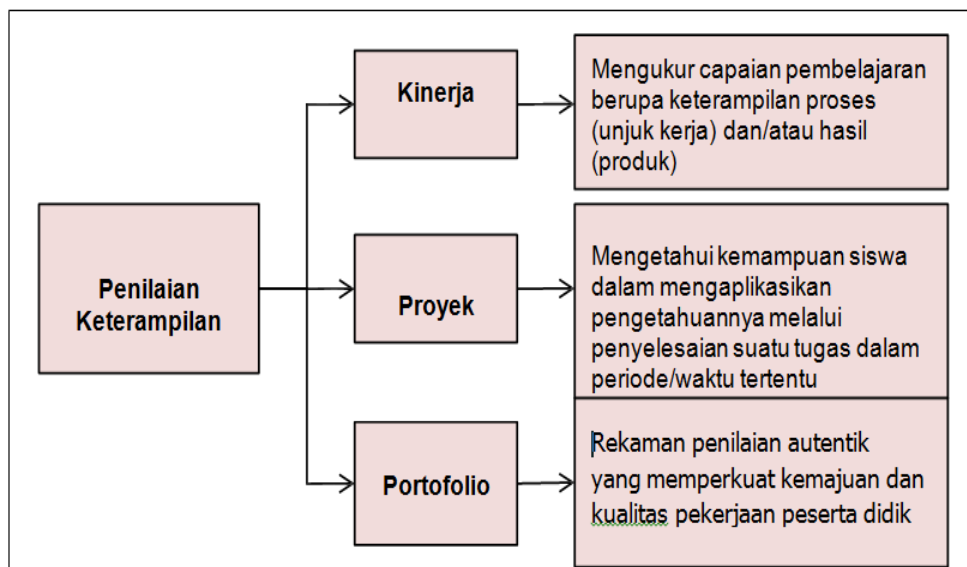 Kinerja
Mengukur capaian pembelajaran
berupa keterampilan proses
(unjuk kerja) dan/atau hasil
(produk)
Penilaian
Keterampilan
Proyek
Mengetahui kemampuan siswa
dalam mengaplikasikan
pengetahuannya melalui
penyelesaian suatu tugas dalam
periode/waktu tertentu
Portofolio
Rekaman penilaian autentik
yang memperkuat kemajuan dan
kualitas pekerjaan peserta didik